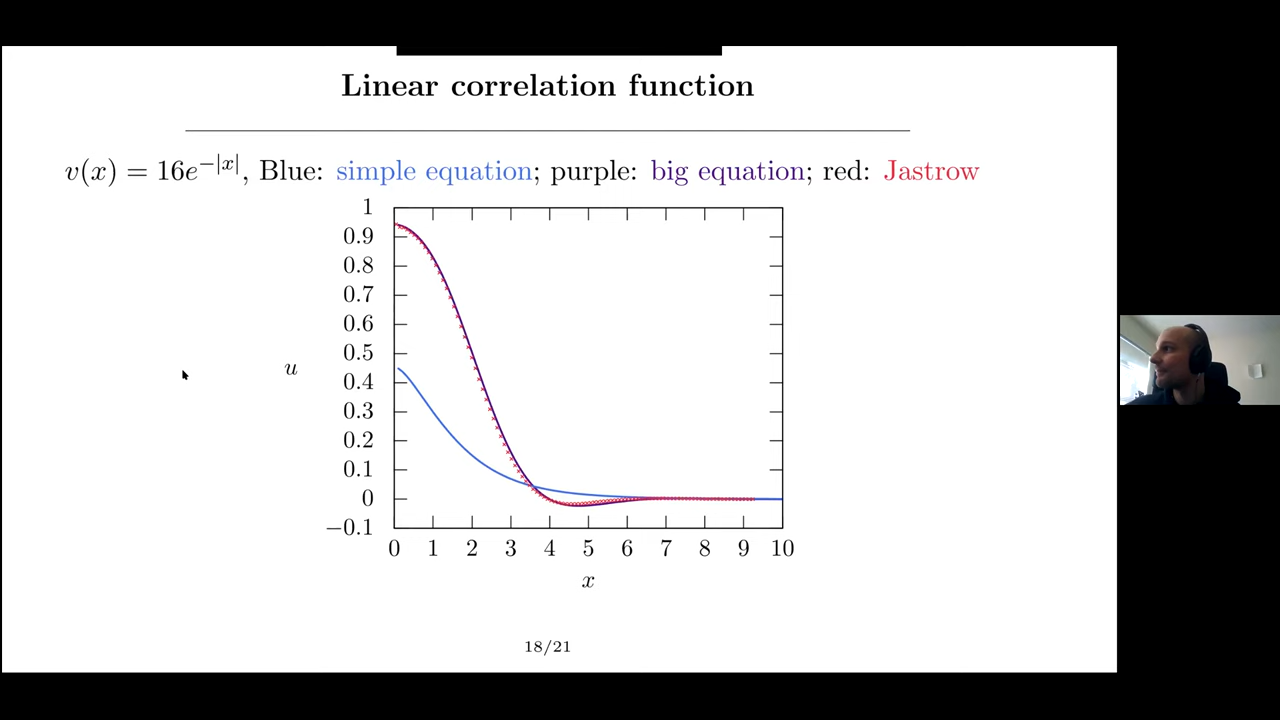 Linear correlation function
v(x) = 16e^{−|x|}, Blue: simple equation; purple: big equation; red: Jastrow
1
0.9
0.8
0.7
0.6
0.5
0.4
0.3
0.2
0.1
0
−0.1
u
0 1 2 3 4 5 6 7 8 9 10
x
18/21